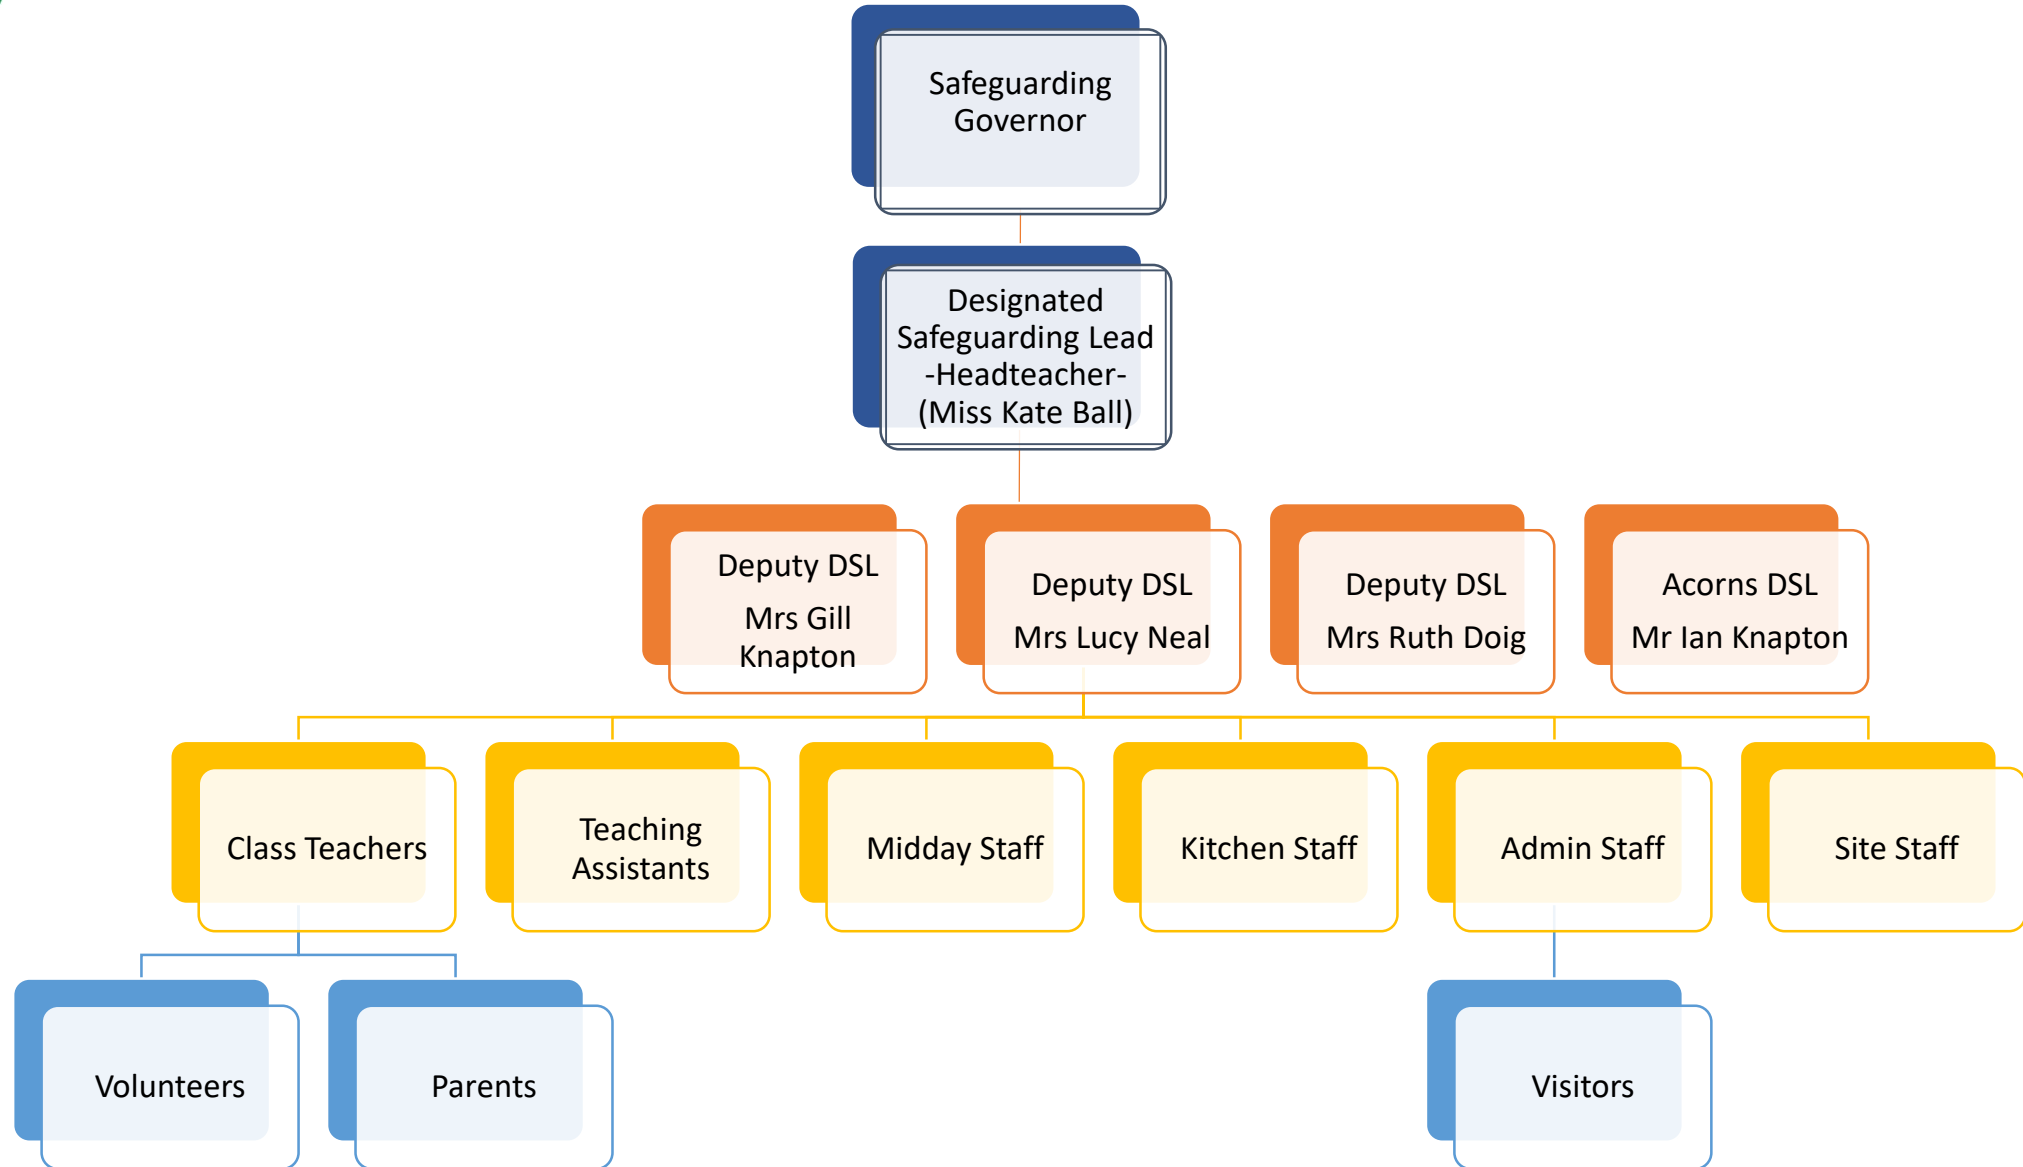 Safeguarding
Governor
Designated
Safeguarding Lead
-Headteacher-
(Miss Kate Ball)
Deputy DSL
Mrs Gill
Knapton
Deputy DSL
Mrs Lucy Neal
Deputy DSL
Mrs Ruth Doig
Acorns DSL
Mr Ian Knapton
Class Teachers
Teaching
Assistants
Midday Staff
Kitchen Staff
Admin Staff
Site Staff
Volunteers
Parents
Visitors